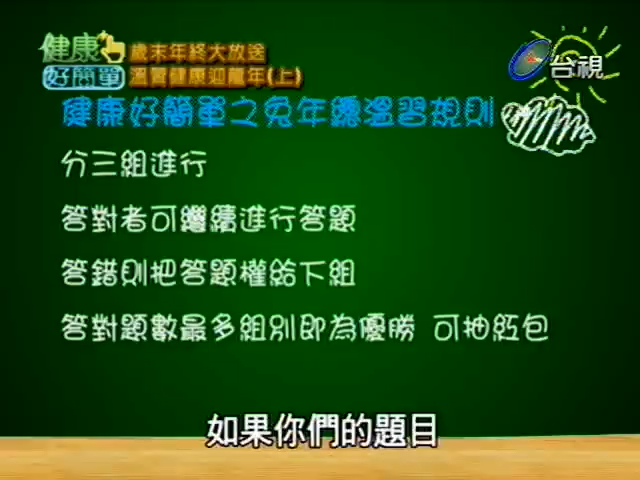 健康
好簡單
歲末年終大放送
溫習健康迎龍年(上)
台視
健康好簡單之兔年總溫習規則
分三組進行
答對者可繼續進行答題
答錯則把答題權給下組
答對題數最多組別即為優勝 可抽紅包
如果你們的題目